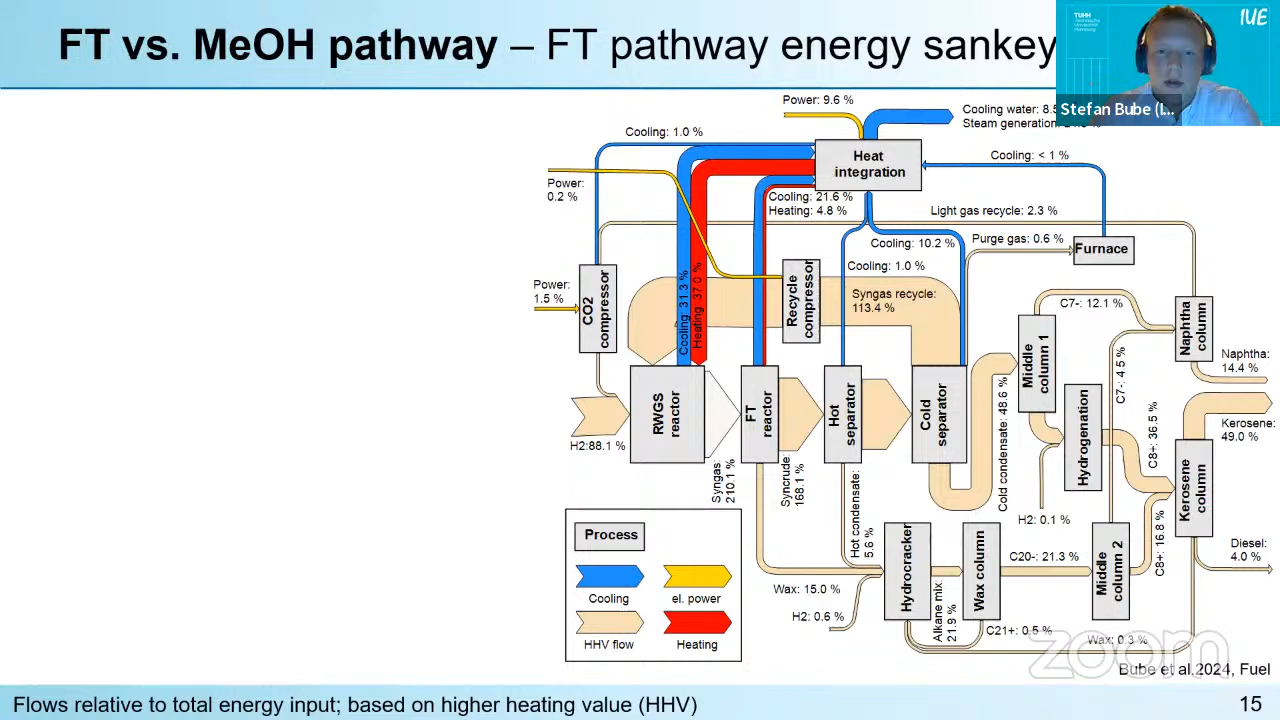 FT vs. MeOH pathway – FT pathway energy sankey
TUHH
IUE
Stefan Bube (I...
Power: 9.6 %
Cooling water: 8.5
Steam generation:
Cooling: 1.0 %
Heat
integration
Cooling: < 1 %
Power:
0.2 %
Cooling: 21.6 %
Heating: 4.8 %
Light gas recycle: 2.3 %
Cooling: 10.2 %
Purge gas: 0.6 %
Furnace
Power:
1.5 %
CO2
compressor
Cooling 31.3 %
Heating 37.0 %
Recycle
compressor
Cooling: 1.0 %
Syngas recycle:
113.4 %
C7-: 12.1 %
Naphtha
column
Middle
column 1
Naphtha:
14.4 %
C7-: 4.5 %
H2:88.1 %
RWGS
reactor
Syngas:
210.1 %
FT
reactor
Syncrude:
168.1 %
Hot
separator
Cold
separator
Cold condensate: 48.6 %
Hydrogenation
C8+: 36.5 %
Kerosene:
49.0 %
Kerosene
column
H2: 0.1 %
Hot condensate:
5.6 %
Process
Cooling
el. power
HHV flow
Heating
Wax: 15.0 %
H2: 0.6 %
Hydrocracker
Alkane mix:
21.9 %
Wax column
C20-: 21.3 %
Middle
column 2
C8+: 16.8 %
Diesel:
4.0 %
C21+: 0.5 %
Wax: 0.3 %
zoom
Bube et al.2024, Fuel
Flows relative to total energy input; based on higher heating value (HHV)
15